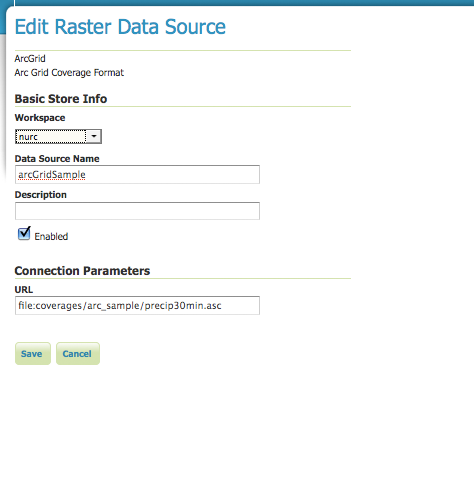 Edit Raster Data Source
ArcGrid
Arc Grid Coverage Format
Basic Store Info
Workspace
nurc
Data Source Name
arcGridSample
Description
Enabled
Connection Parameters
URL
file:coverages/arc_sample/precip30min.asc
Save Cancel